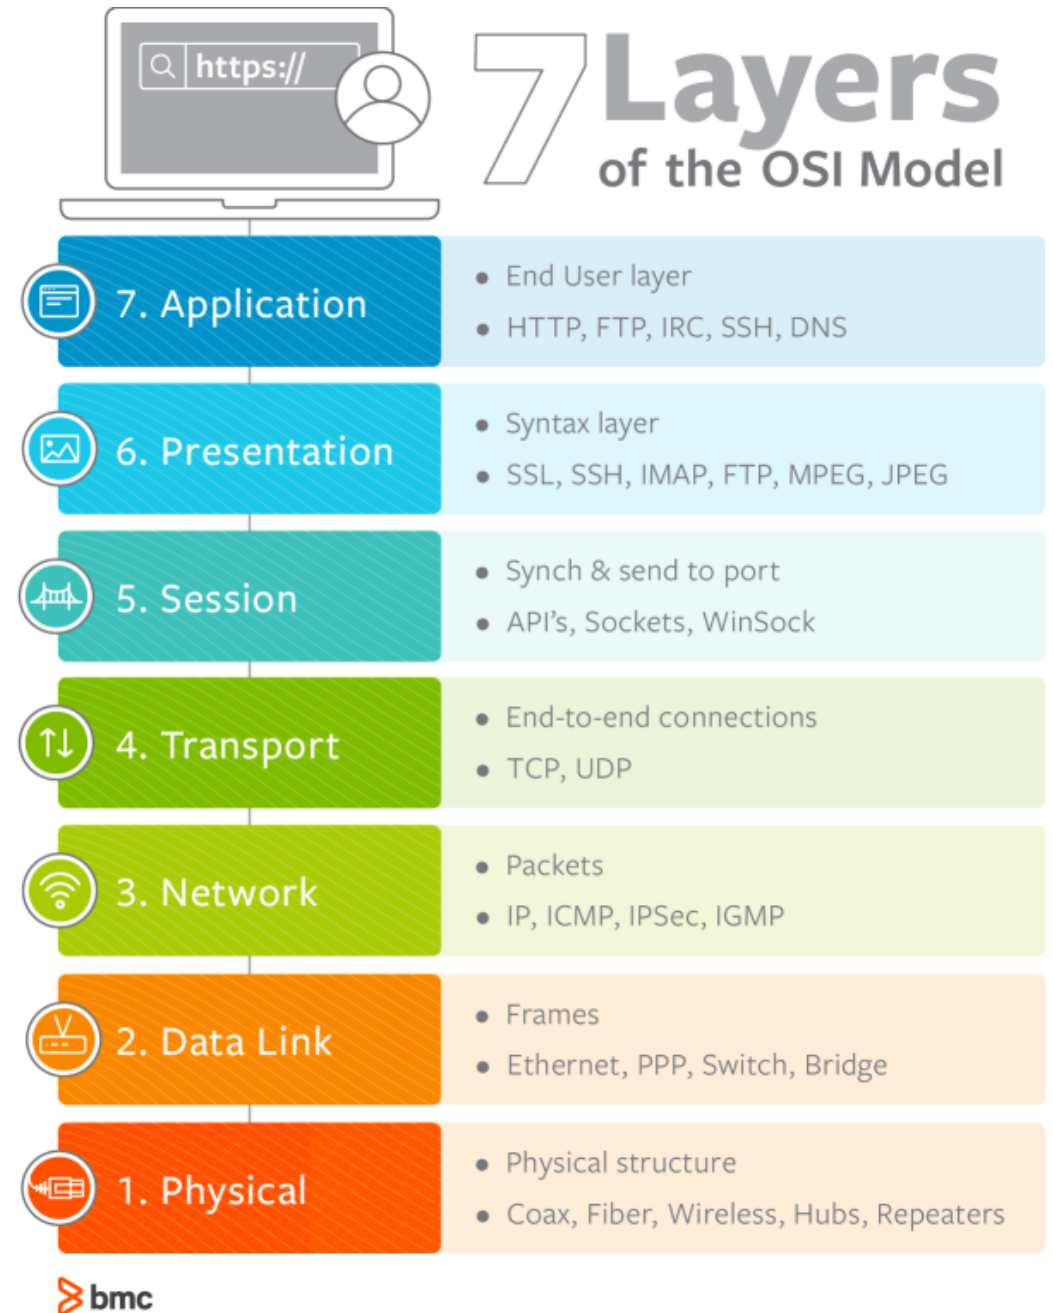 https://
7 Layers
of the OSI Model
7. Application
• End User layer
• HTTP, FTP, IRC, SSH, DNS
6. Presentation
• Syntax layer
• SSL, SSH, IMAP, FTP, MPEG, JPEG
5. Session
• Synch & send to port
• API’s, Sockets, WinSock
4. Transport
• End-to-end connections
• TCP, UDP
3. Network
• Packets
• IP, ICMP, IPSec, IGMP
2. Data Link
• Frames
• Ethernet, PPP, Switch, Bridge
1. Physical
• Physical structure
• Coax, Fiber, Wireless, Hubs, Repeaters
bmc